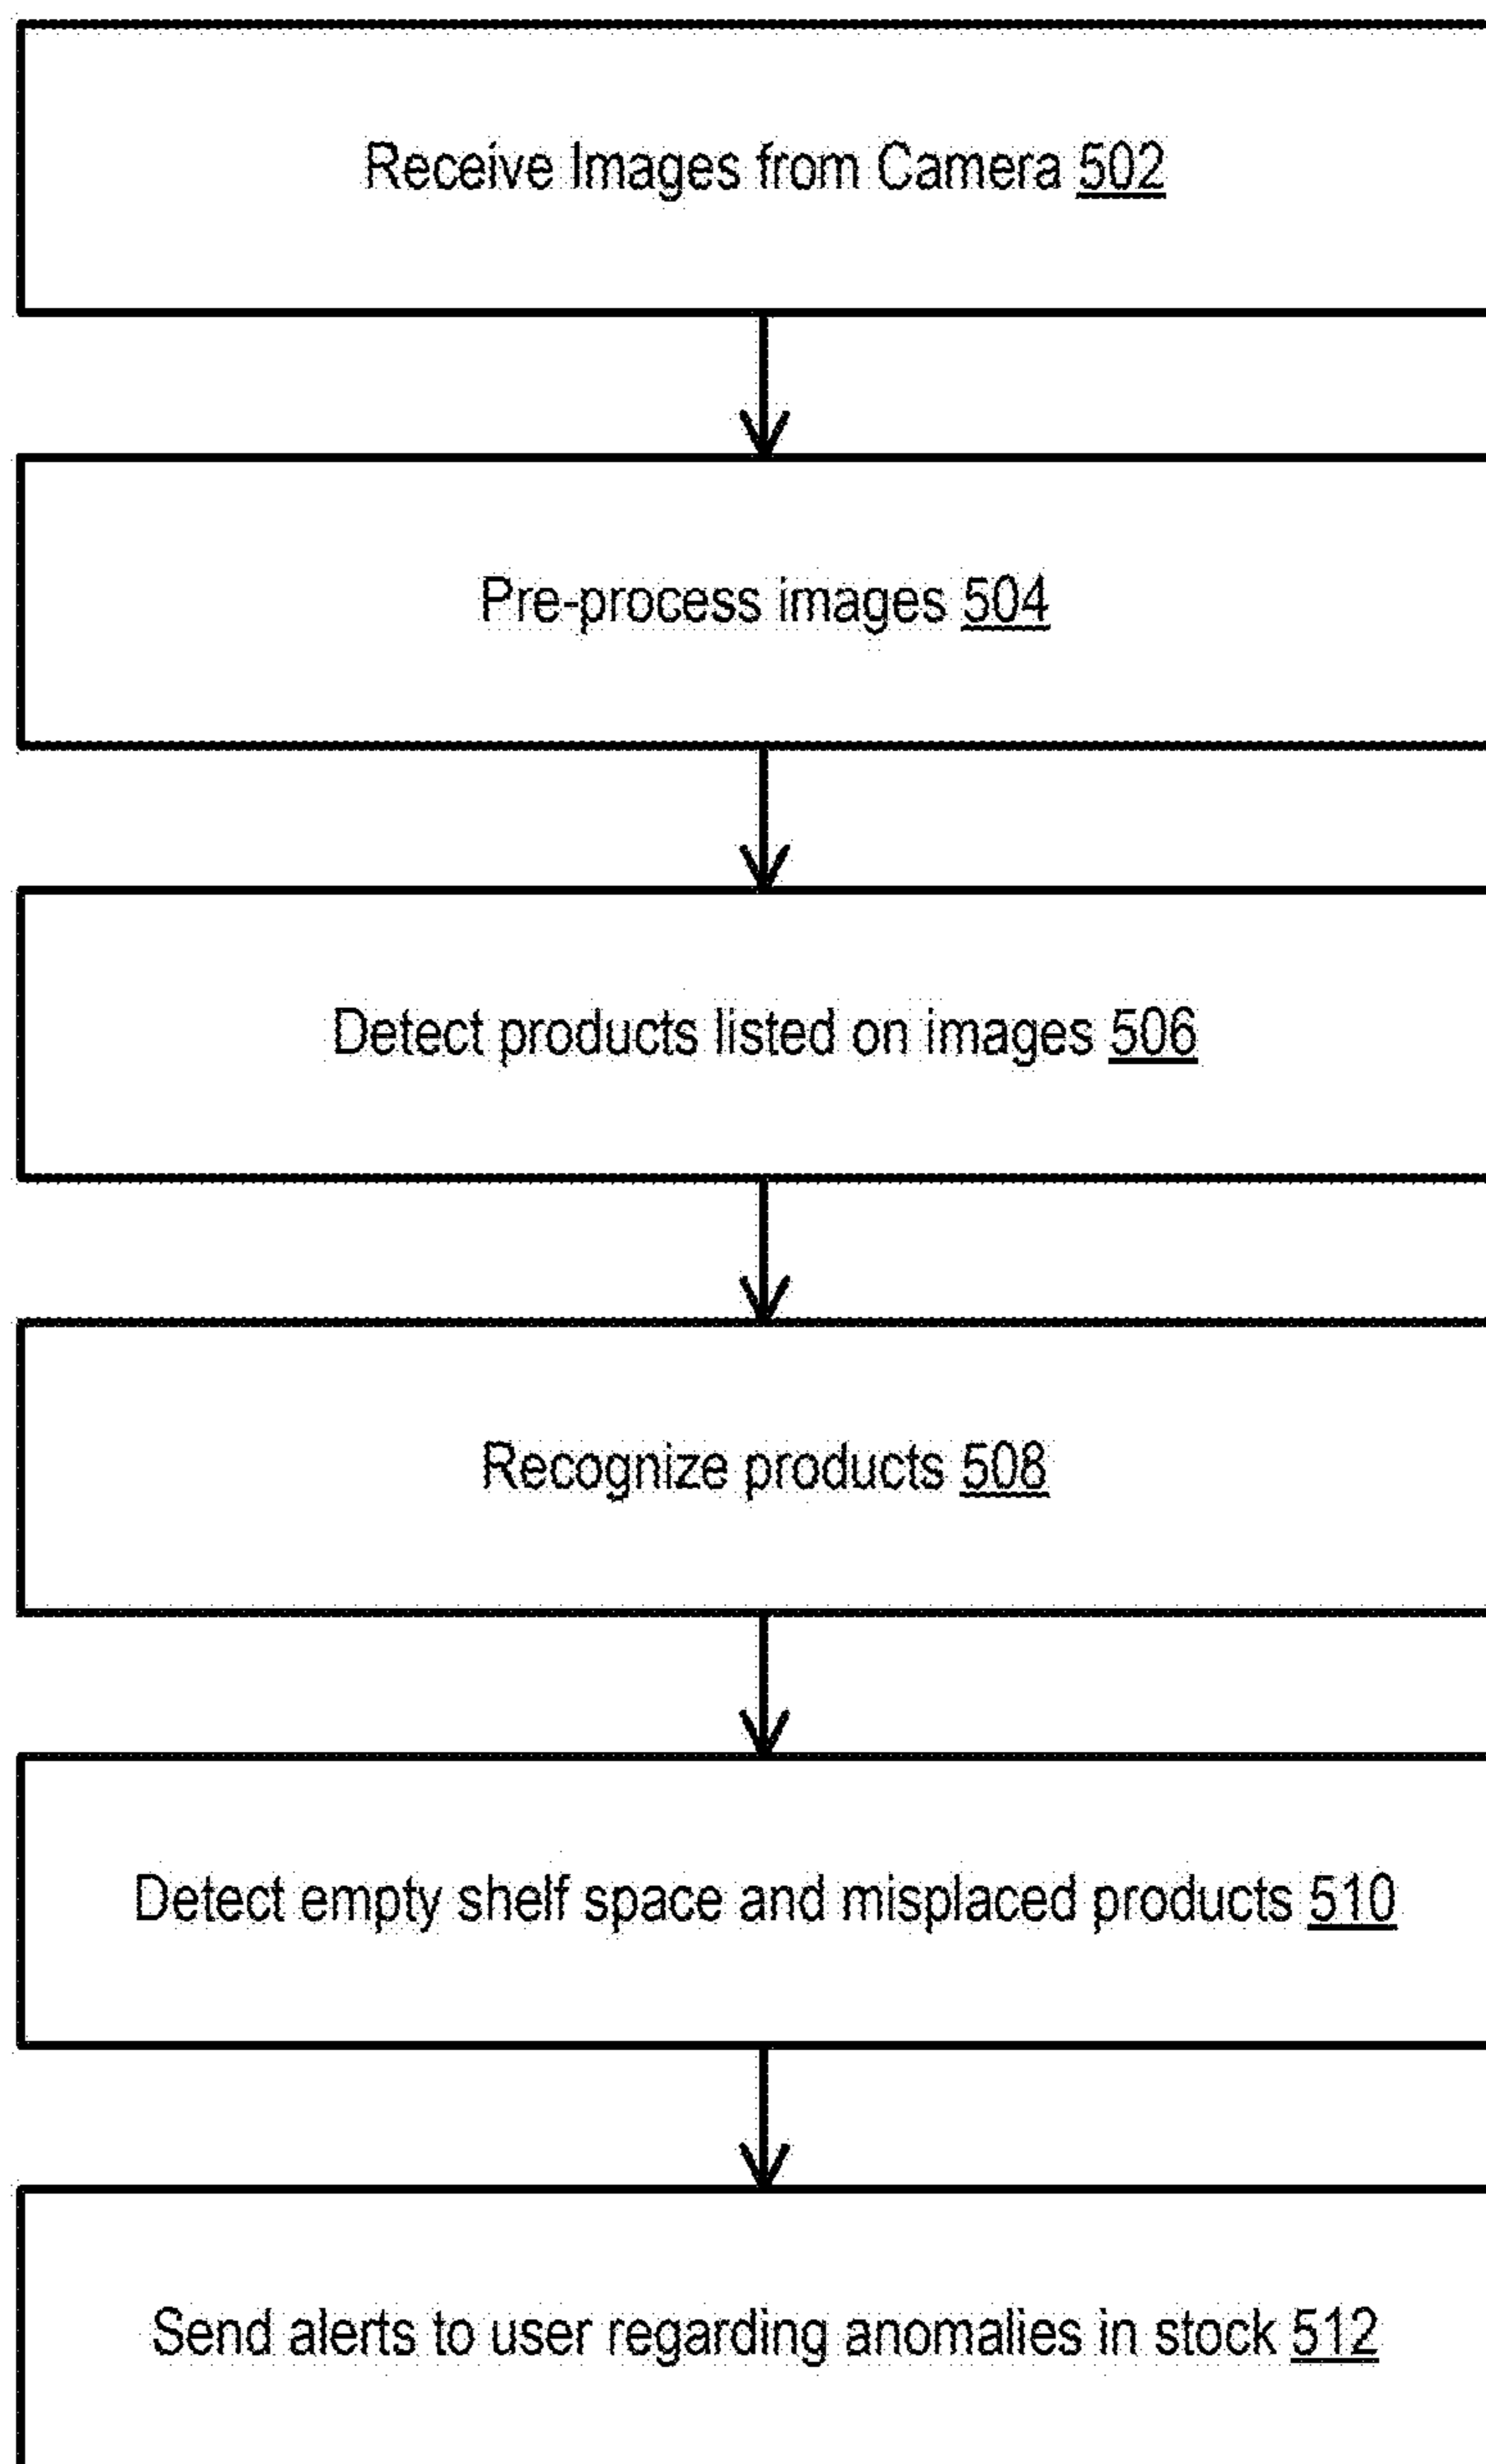 Receive Images from Camera 502
Pre-process images 504
Detect products listed on images 506
Recognize products 508
Detect empty shelf space and misplaced products 510
Send alerts to user regarding anomalies in stock 512